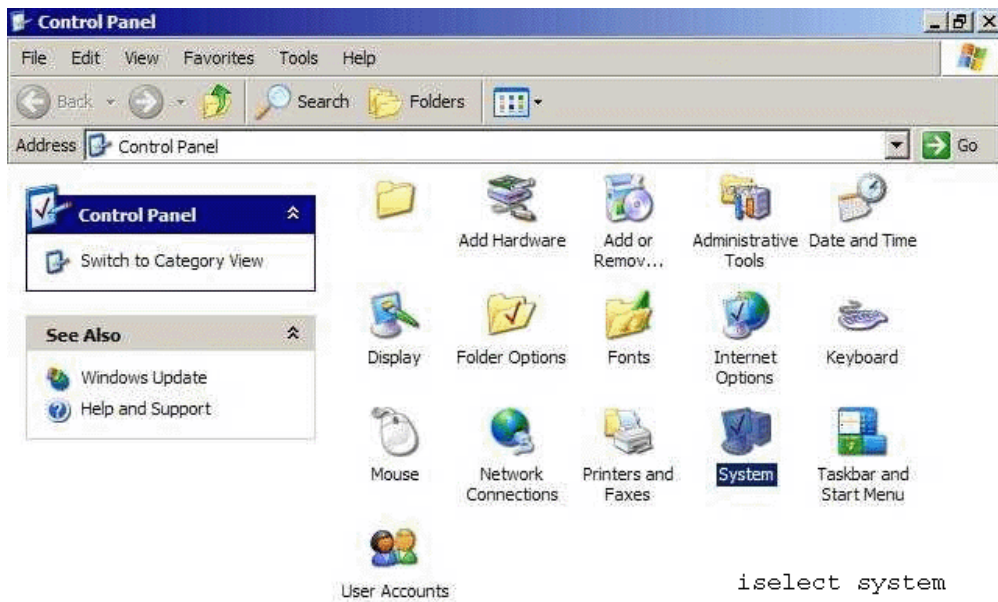 Control Panel
File Edit View Favorites Tools Help
Back Search Folders
Address Control Panel Go
Control Panel
Switch to Category View
See Also
Windows Update
Help and Support
Add Hardware
Add or Remov...
Administrative Tools
Date and Time
Display
Folder Options
Fonts
Internet Options
Keyboard
Mouse
Network Connections
Printers and Faxes
System
Taskbar and Start Menu
User Accounts
iselect system